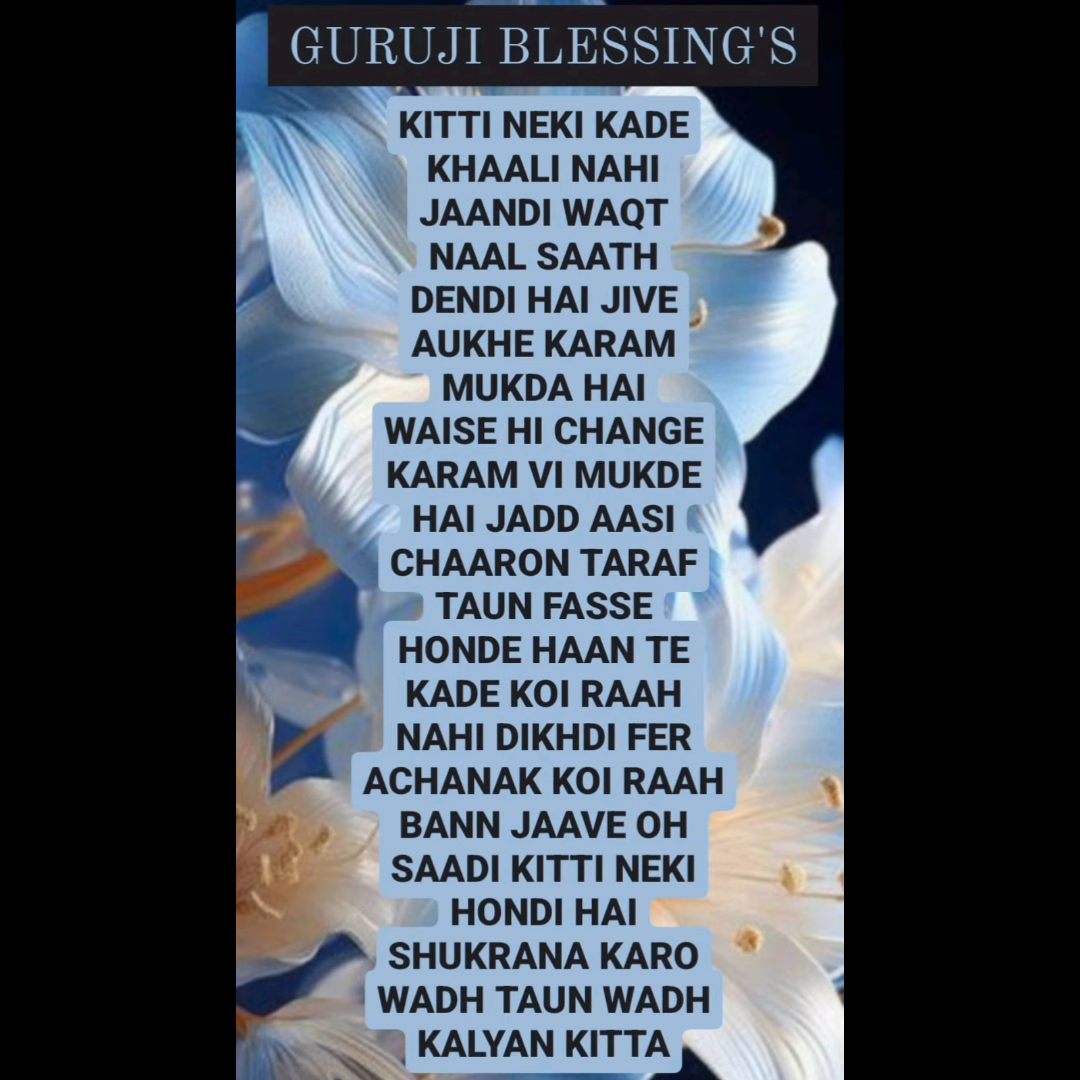 GURUJI BLESSING'S
KITTI NEKI KADE
KHAALI NAHI
JAANDI WAQT
NAAL SAATH
DENDI HAI JIVE
AUKHE KARAM
MUKDA HAI
WAISE HI CHANGE
KARAM VI MUKDE
HAI JADD AASI
CHAARON TARAF
TAUN FASSE
HONDE HAAN TE
KADE KOI RAAH
NAHI DIKHDI FER
ACHANAK KOI RAAH
BANN JAAVE OH
SAADI KITTI NEKI
HONDI HAI
SHUKRANA KARO
WADH TAUN WADH
KALYAN KITTA